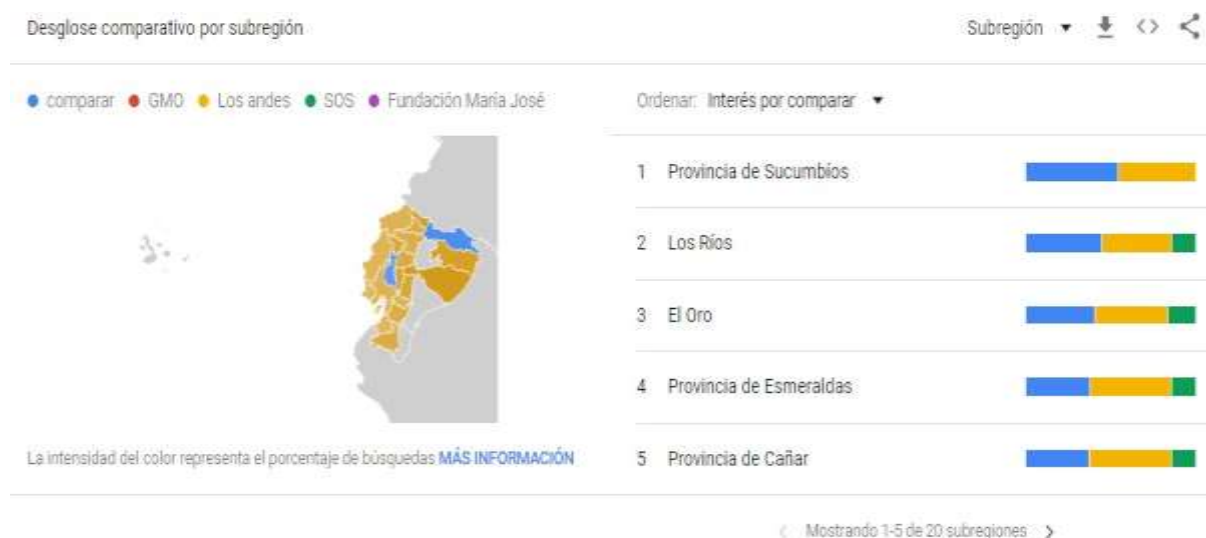 Desglose comparativo por subregión
Subregión
comparar GMO Los andes SOS Fundación María José
Ordenar: Interés por comparar
1 Provincia de Sucumbíos
2 Los Ríos
3 El Oro
4 Provincia de Esmeraldas
5 Provincia de Cañar
La intensidad del color representa el porcentaje de búsquedas MÁS INFORMACIÓN
Mostrando 1-5 de 20 subregiones